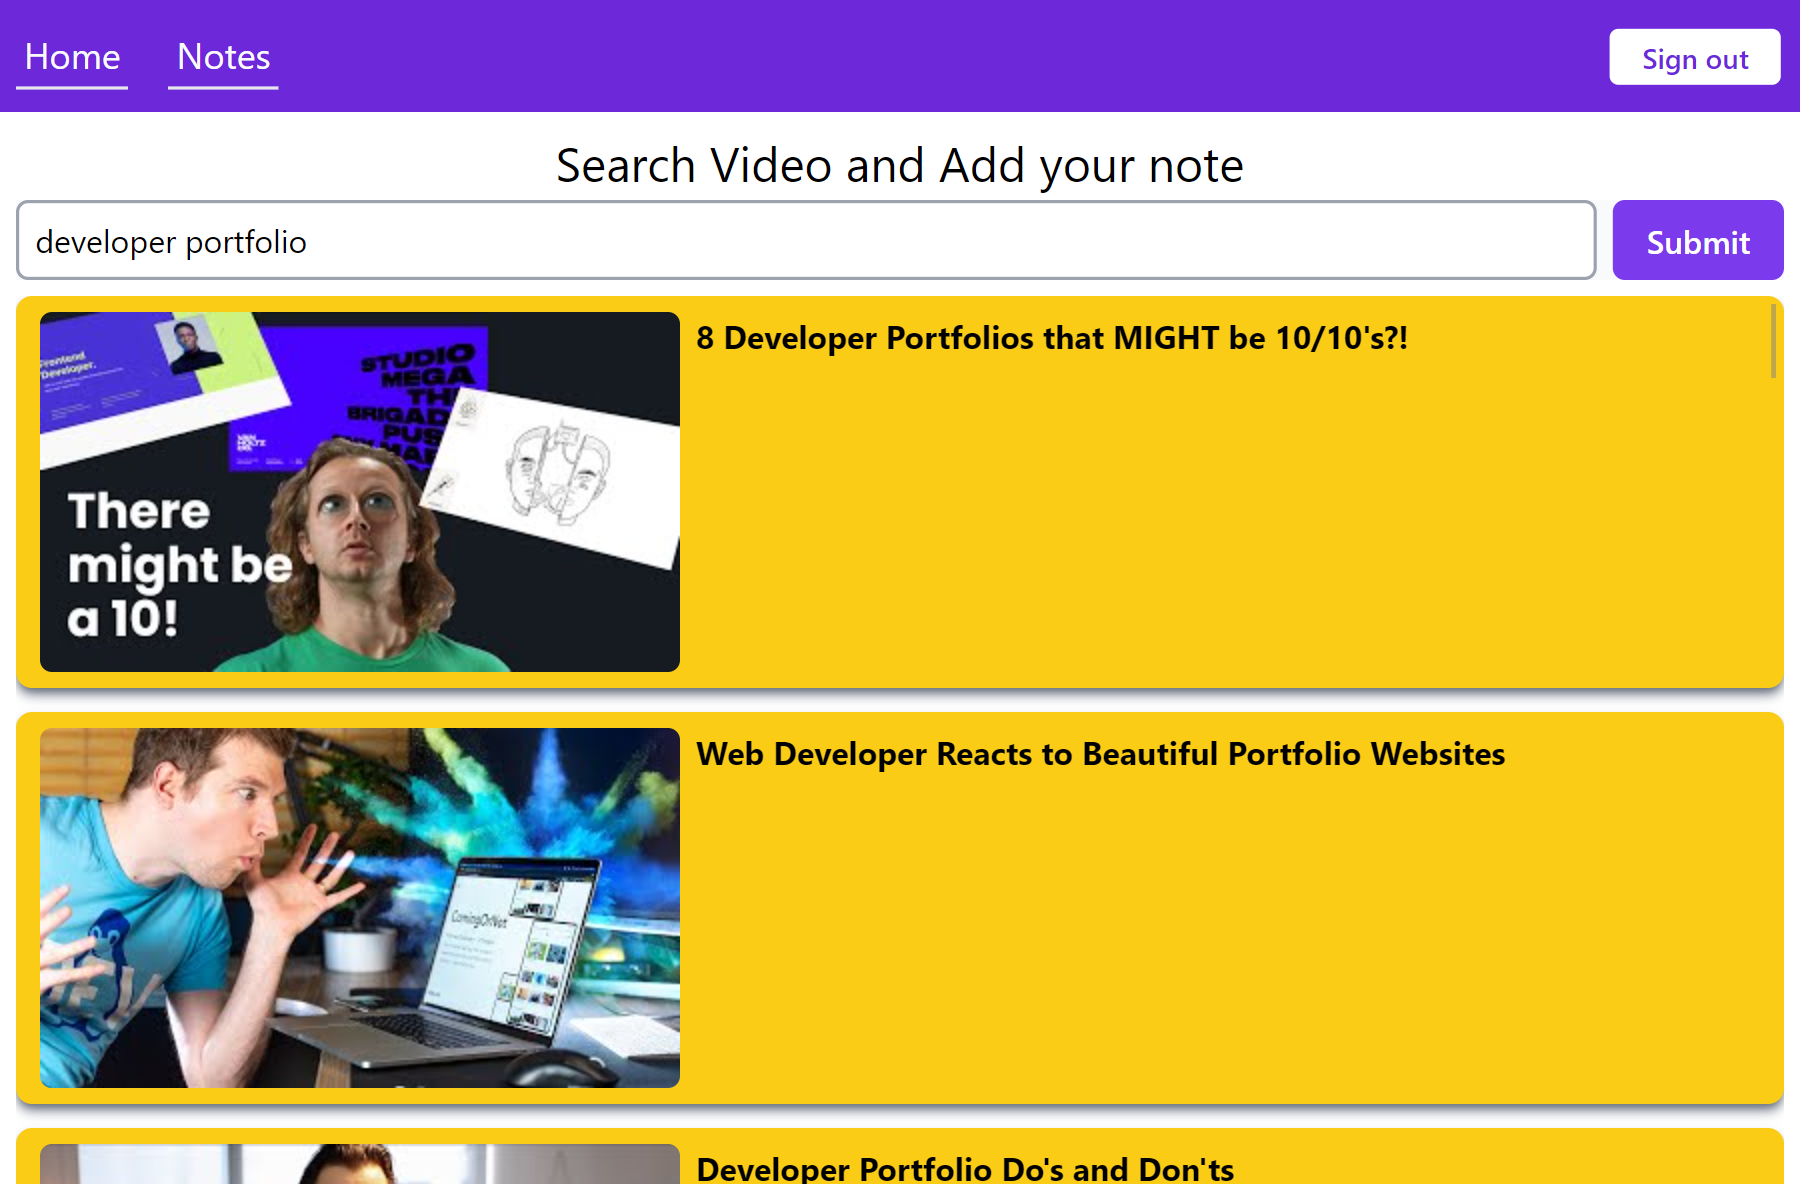 Home Notes Sign out
Search Video and Add your note
developer portfolio Submit
8 Developer Portfolios that MIGHT be 10/10's?!
Frontend
Developer.
STUDIO
MEGA
BRIGAD
PUS
There
might be
a 10!
Web Developer Reacts to Beautiful Portfolio Websites
Developer Portfolio Do's and Don'ts